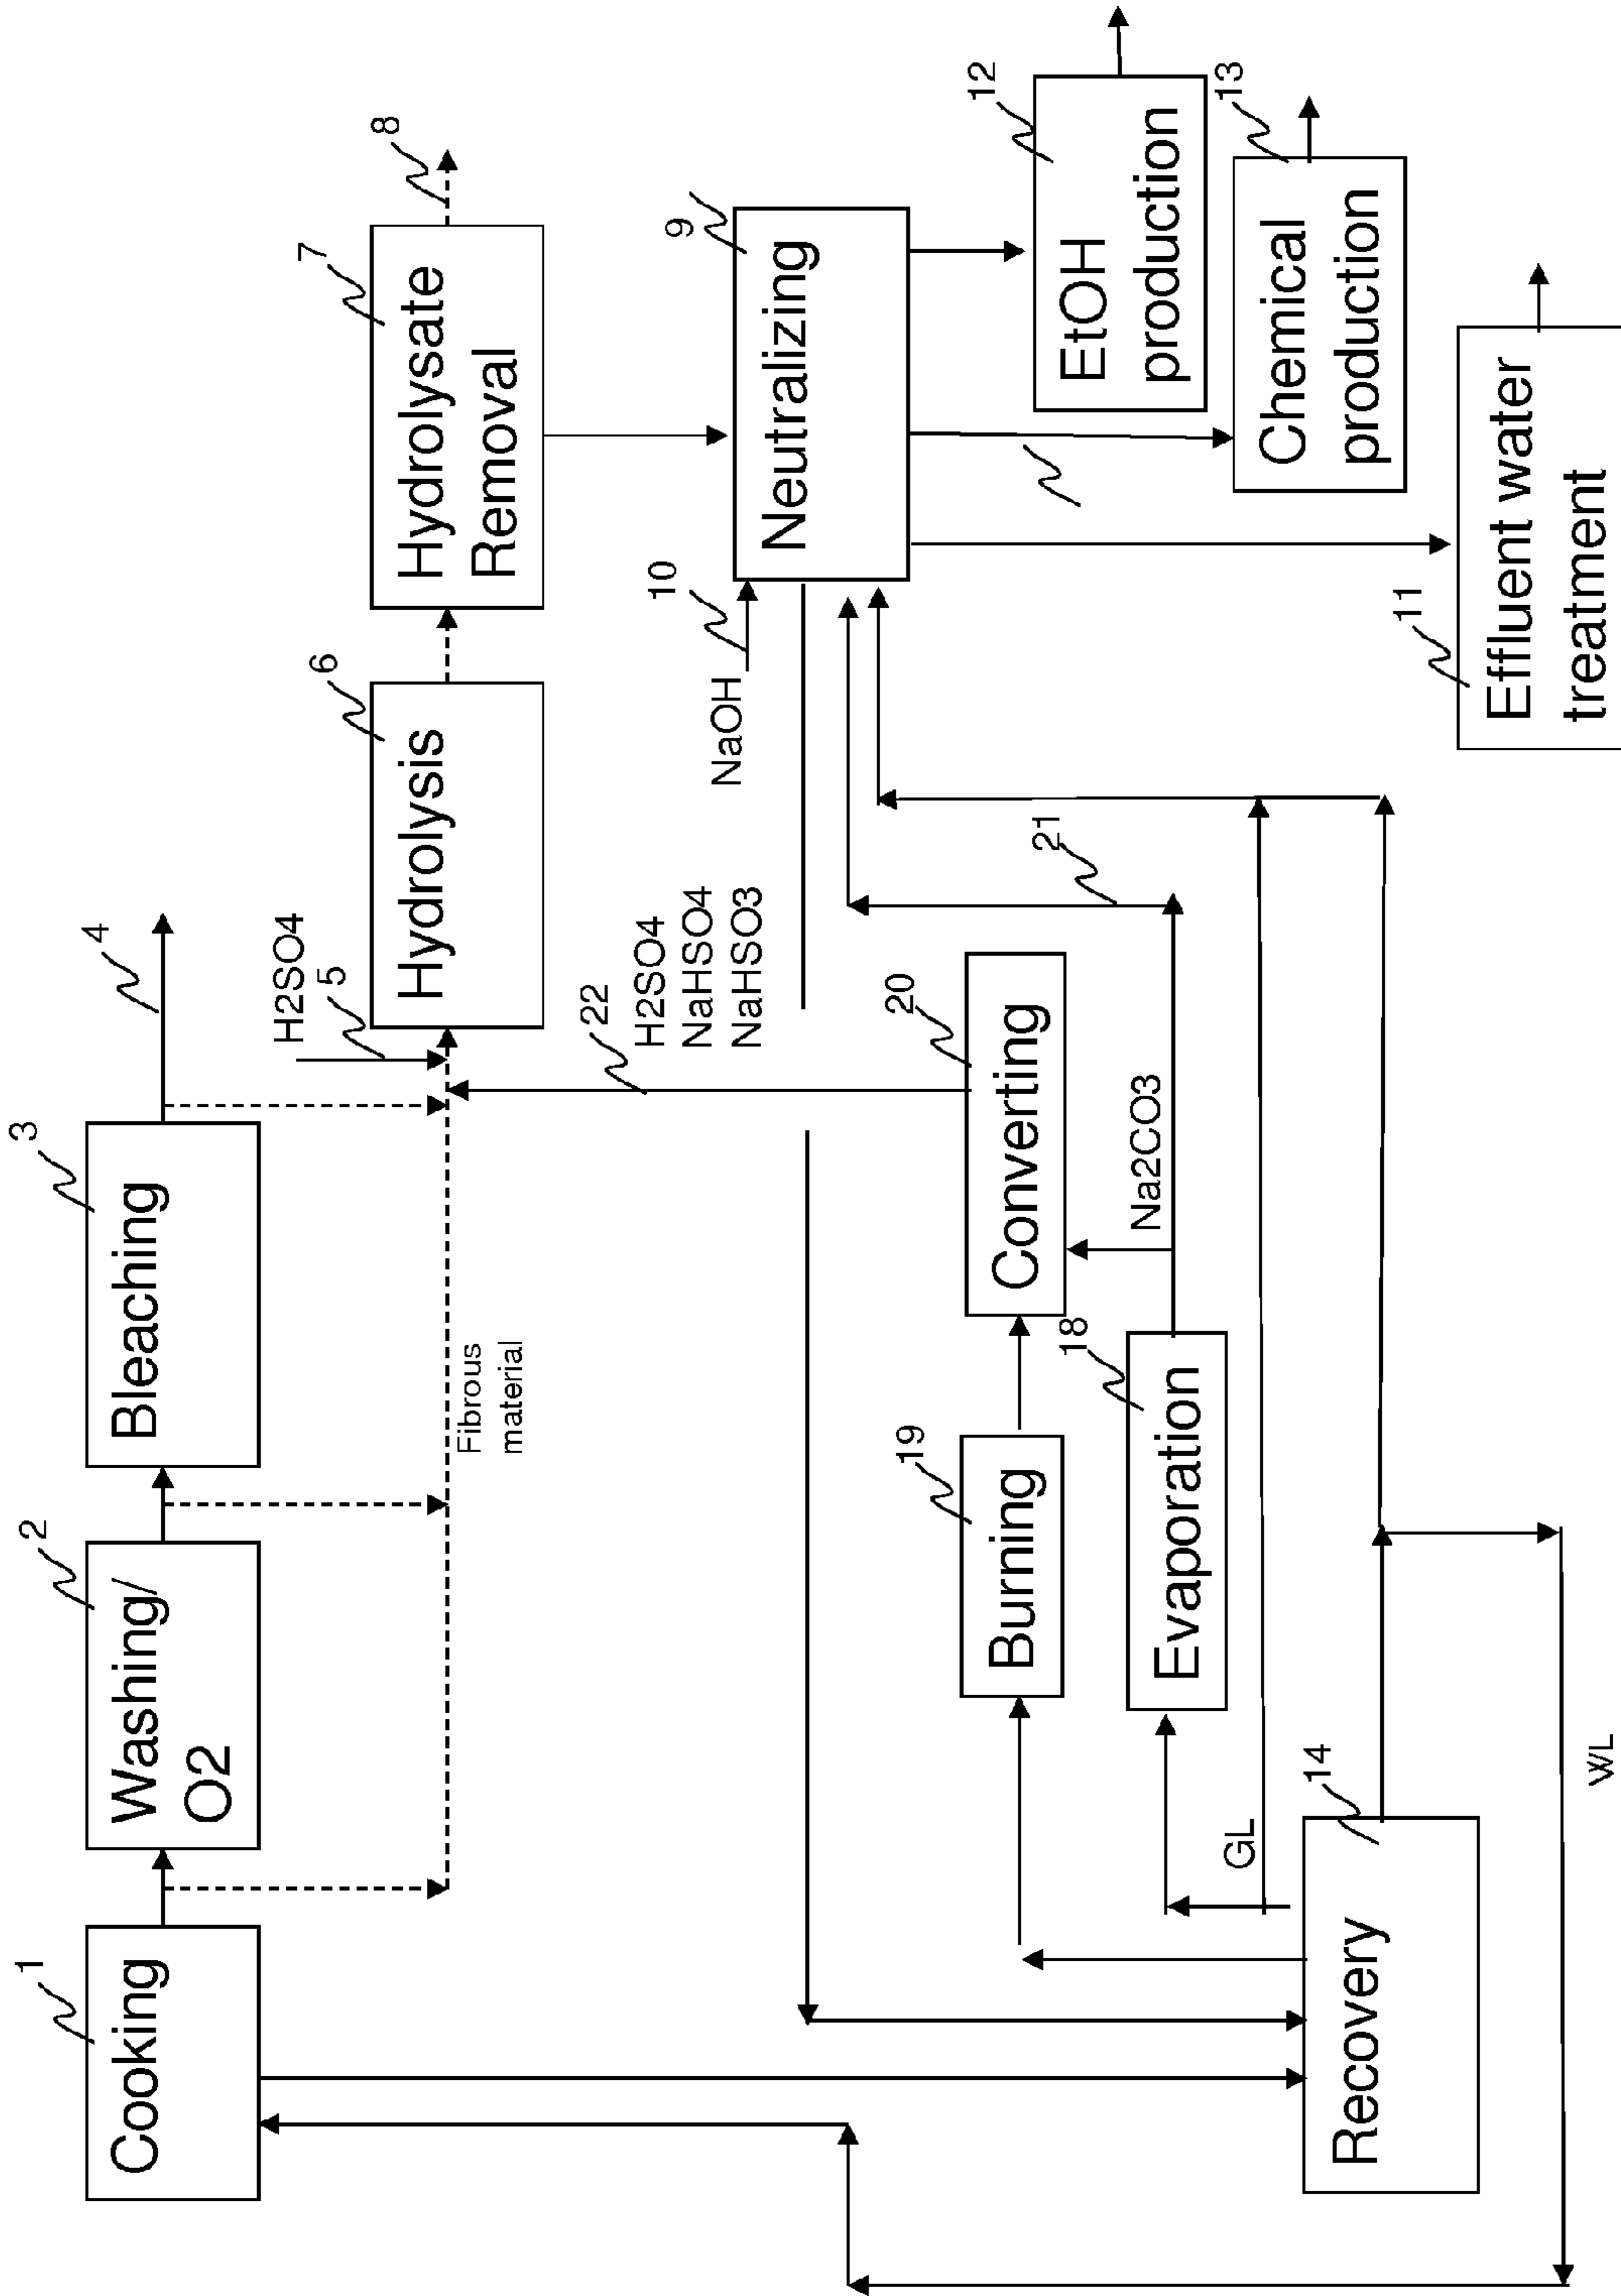 1
Cooking
2
Washing/
O2
3
Bleaching
4
H2SO4
5
Fibrous
material
6
Hydrolysis
7
Hydrolysate
Removal
8
22
H2SO4
NaHSO4
NaHSO3
NaOH
10
9
Neutralizing
19
Burning
20
Converting
18
Evaporation
Na2CO3
21
12
EtOH
production
13
Chemical
production
GL
14
Recovery
WL
11
Effluent water
treatment